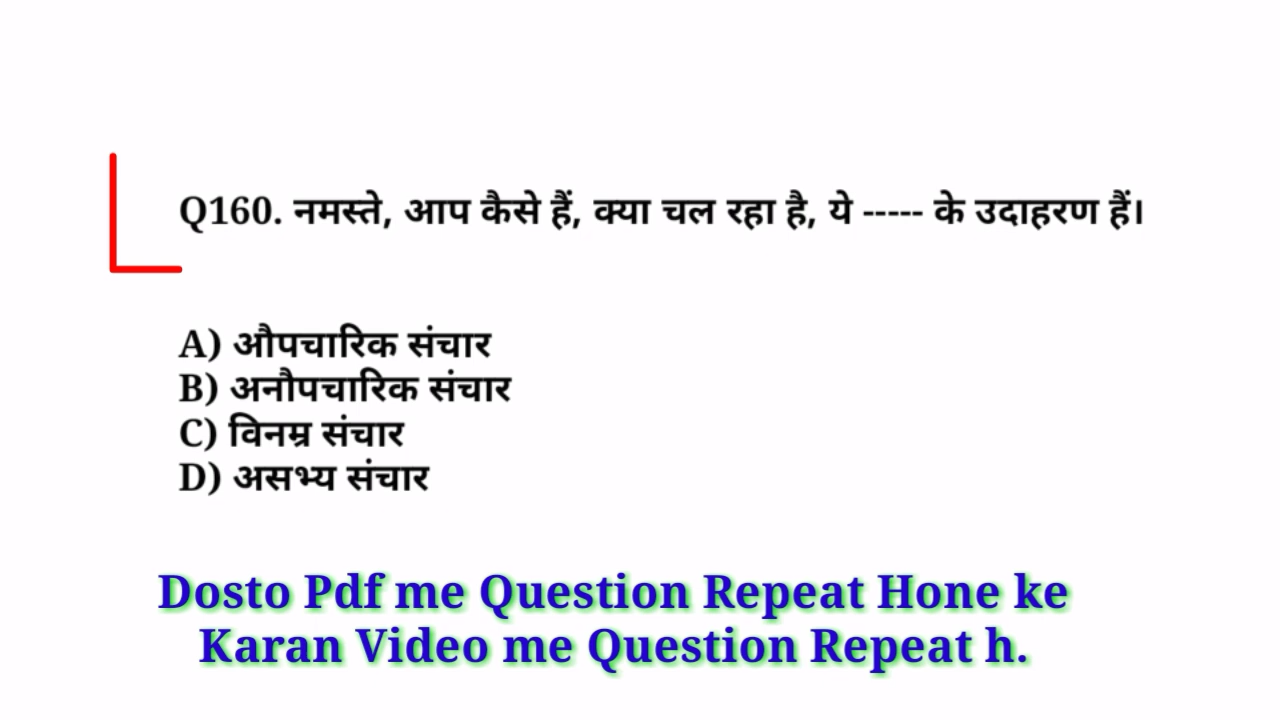 Q160. नमस्ते, आप कैसे हैं, क्या चल रहा है, ये ----- के उदाहरण हैं।
A) औपचारिक संचार
B) अनौपचारिक संचार
C) विनम्र संचार
D) असभ्य संचार
Dosto Pdf me Question Repeat Hone ke
Karan Video me Question Repeat h.